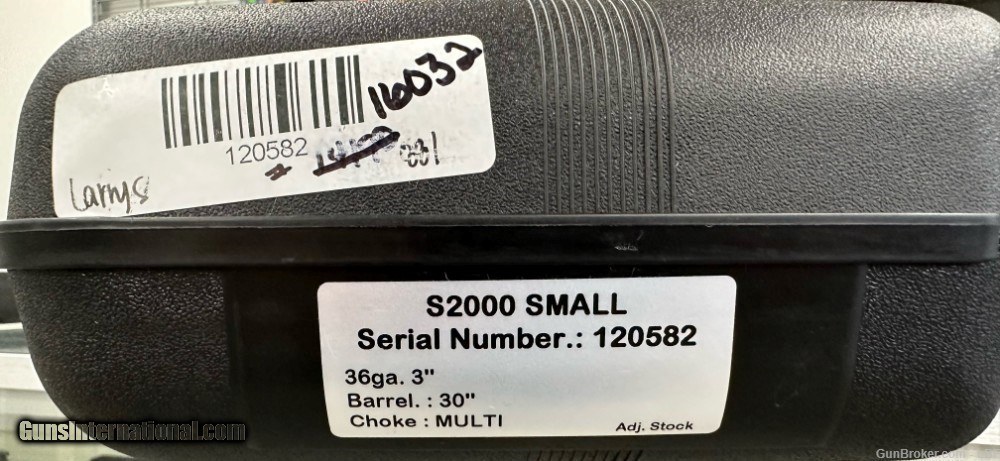 16032
120582
Larrys
S2000 SMALL
Serial Number.: 120582
36ga. 3"
Barrel. : 30"
Choke : MULTI
Adj. Stock
GunsInternational.com
GunBroker.com